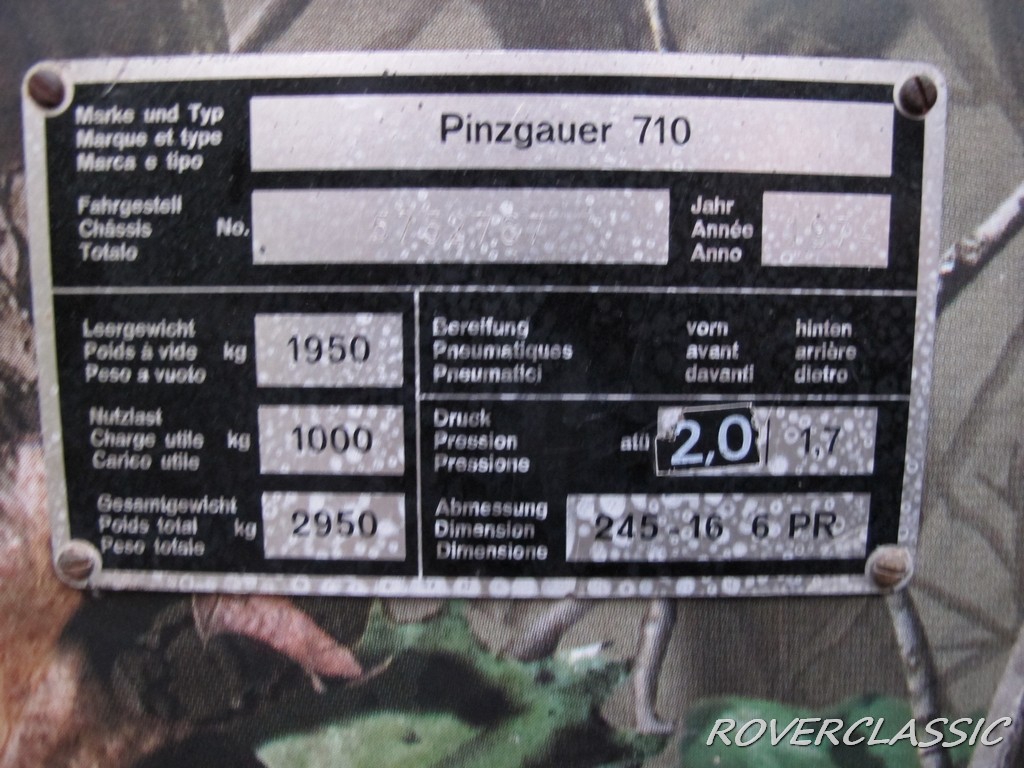 Marke und Typ
Marque et type
Marca e tipo
Pinzgauer 710
Fahrgestell
Châssis No.
Totalo
Jahr
Année
Anno
Leergewicht
Poids à vide kg
Peso a vuoto
1950
Nutzlast
Charge utile kg
Carico utile
1000
Gesamtgewicht
Poids total kg
Peso totale
2950
Bereifung vorn hinten
Pneumatiques avant arrière
Pneumatici davanti dietro
Druck
Pression atü 2,0 1,7
Pressione
Abmessung
Dimension 245-16 6 PR
Dimensione
ROVERCLASSIC